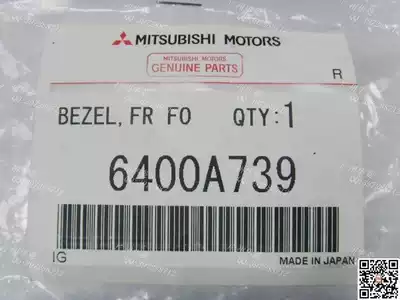 MITSUBISHI MOTORS
MITSUBISHI MOTORS
GENUINE PARTS
R
BEZEL, FR FO QTY:1
6400A739
IG MADE IN JAPAN